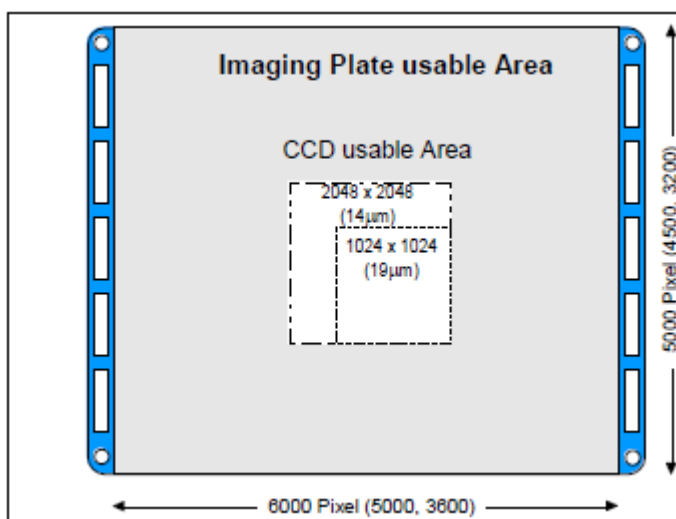 Imaging Plate usable Area
CCD usable Area
2048 x 2048
(14µm)
1024 x 1024
(19µm)
5000 Pixel (4500, 3200)
6000 Pixel (5000, 3600)